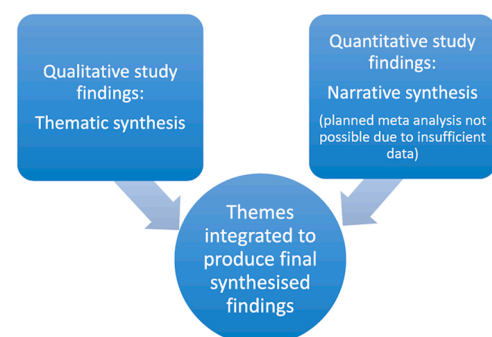 Qualitative study
findings:
Thematic synthesis
Quantitative study
findings:
Narrative synthesis
(planned meta analysis not
possible due to insufficient
data)
Themes
integrated to
produce final
synthesised
findings